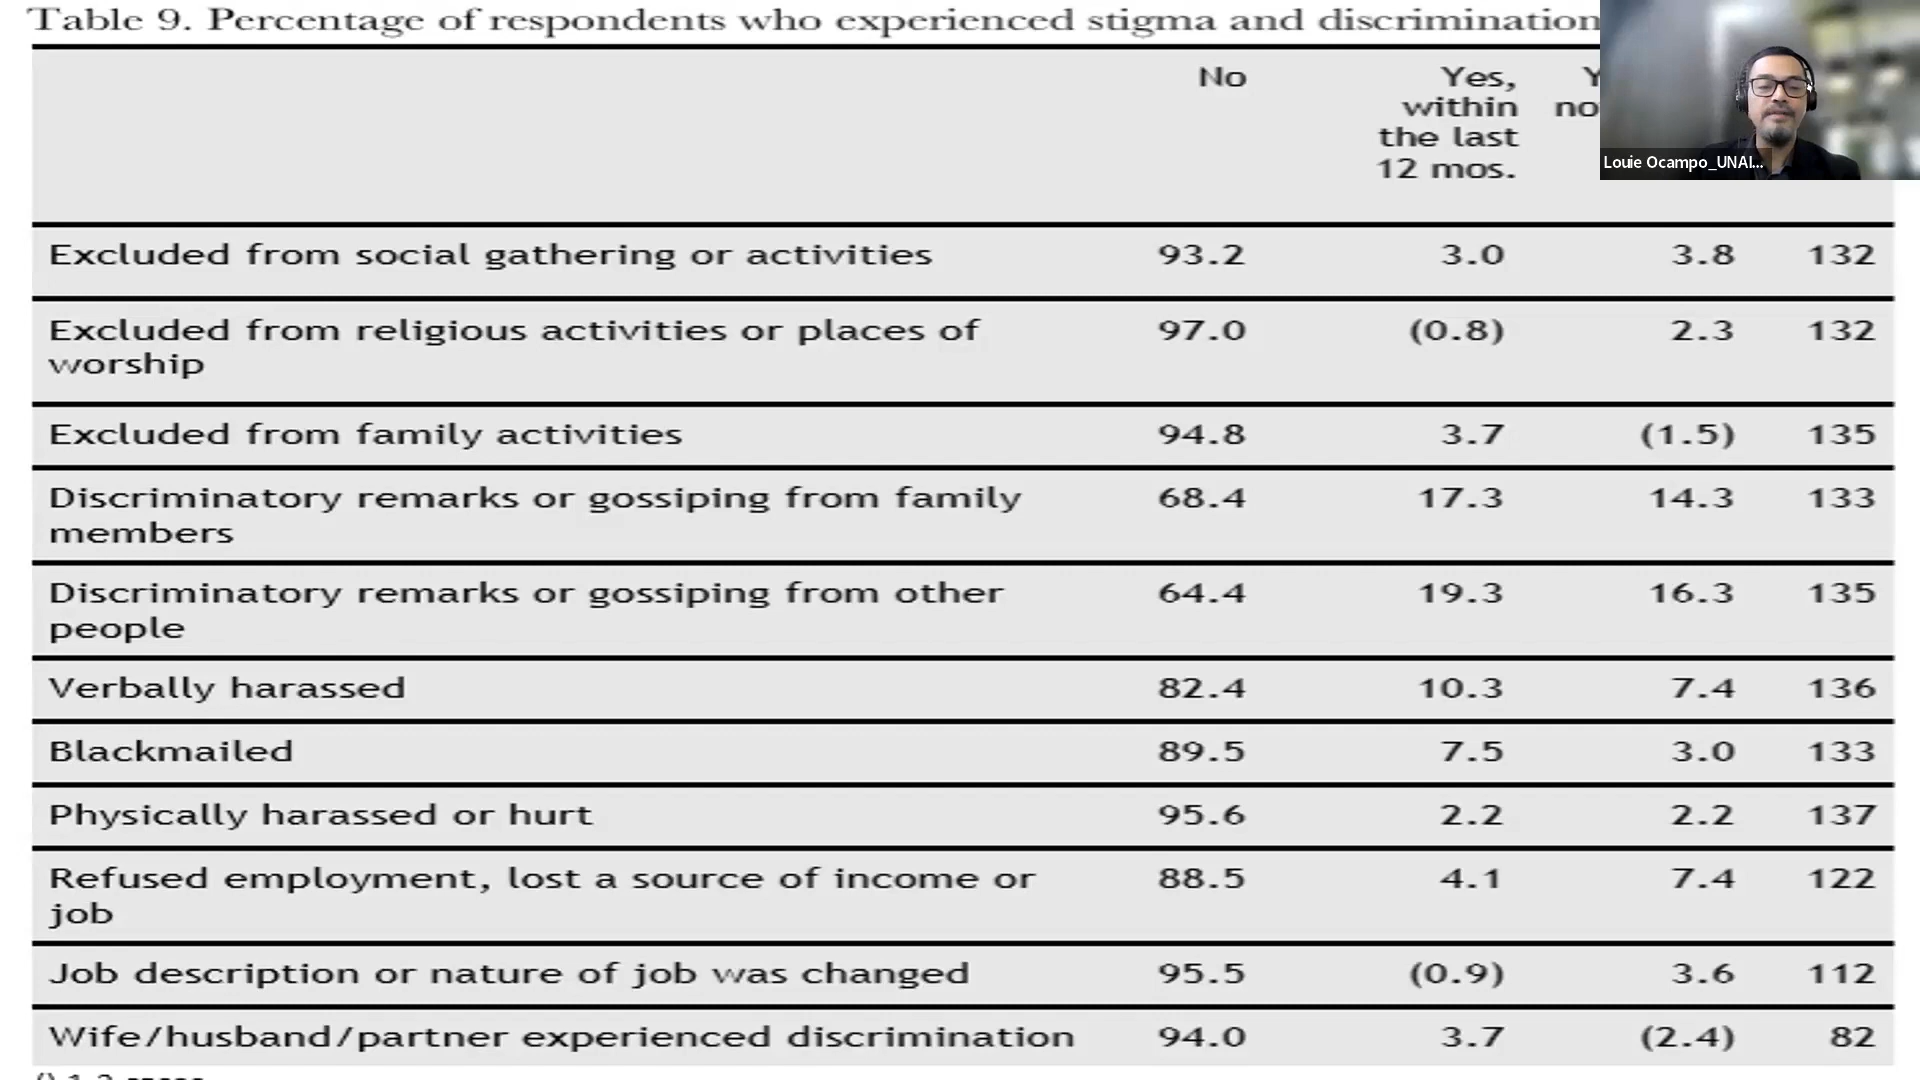 Table 9. Percentage of respondents who experienced stigma and discrimination
No
Yes,
within
the last
12 mos.
Louie Ocampo_UNAI...
Excluded from social gathering or activities 93.2 3.0 3.8 132
Excluded from religious activities or places of 97.0 (0.8) 2.3 132
worship
Excluded from family activities 94.8 3.7 (1.5) 135
Discriminatory remarks or gossiping from family 68.4 17.3 14.3 133
members
Discriminatory remarks or gossiping from other 64.4 19.3 16.3 135
people
Verbally harassed 82.4 10.3 7.4 136
Blackmailed 89.5 7.5 3.0 133
Physically harassed or hurt 95.6 2.2 2.2 137
Refused employment, lost a source of income or 88.5 4.1 7.4 122
job
Job description or nature of job was changed 95.5 (0.9) 3.6 112
Wife/husband/partner experienced discrimination 94.0 3.7 (2.4) 82